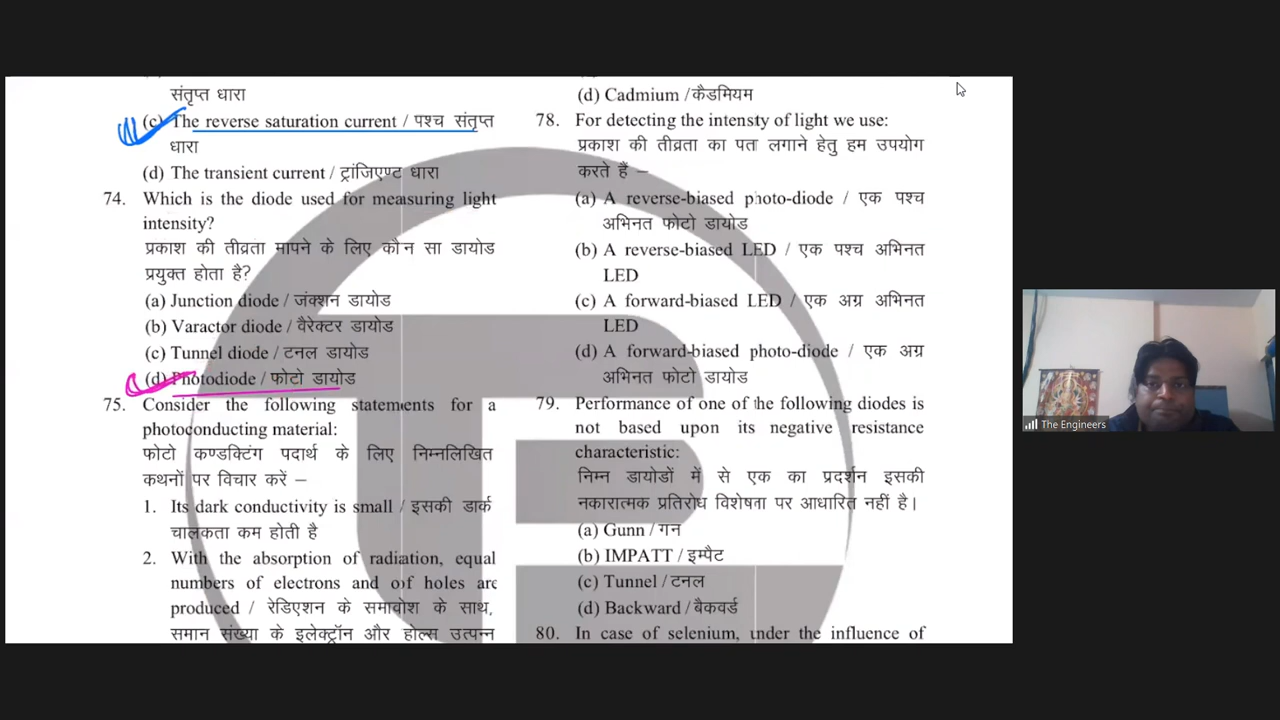 संतृप्त धारा
(c) The reverse saturation current / पश्च संतृप्त
धारा
(d) The transient current / ट्रांजिएण्ट धारा
74. Which is the diode used for measuring light
intensity?
प्रकाश की तीव्रता मापने के लिए कौन सा डायोड
प्रयुक्त होता है?
(a) Junction diode / जंक्शन डायोड
(b) Varactor diode / वैरेक्टर डायोड
(c) Tunnel diode / टनल डायोड
(d) Photodiode / फोटो डायोड
75. Consider the following statements for a
photoconducting material:
फोटो कण्डक्टिंग पदार्थ के लिए निम्नलिखित
कथनों पर विचार करें –
1. Its dark conductivity is small / इसकी डार्क
चालकता कम होती है
2. With the absorption of radiation, equal
numbers of electrons and of holes are
produced / रेडिएशन के समावोश के साथ,
समान संख्या के इलेक्ट्रॉन और होल्स उत्पन्न
(d) Cadmium / कैडमियम
78. For detecting the intensty of light we use:
प्रकाश की तीव्रता का पता लगाने हेतु हम उपयोग
करते हैं –
(a) A reverse-biased photo-diode / एक पश्च
अभिनत फोटो डायोड
(b) A reverse-biased LED / एक पश्च अभिनत
LED
(c) A forward-biased LED / एक अग्र अभिनत
LED
(d) A forward-biased photo-diode / एक अग्र
अभिनत फोटो डायोड
79. Performance of one of the following diodes is
not based upon its negative resistance
characteristic:
निम्न डायोडों में से एक का प्रदर्शन इसकी
नकारात्मक प्रतिरोध विशेषता पर आधारित नहीं है।
(a) Gunn / गन
(b) IMPATT / इम्पैट
(c) Tunnel / टनल
(d) Backward / बैकवर्ड
80. In case of selenium, under the influence of
The Engineers